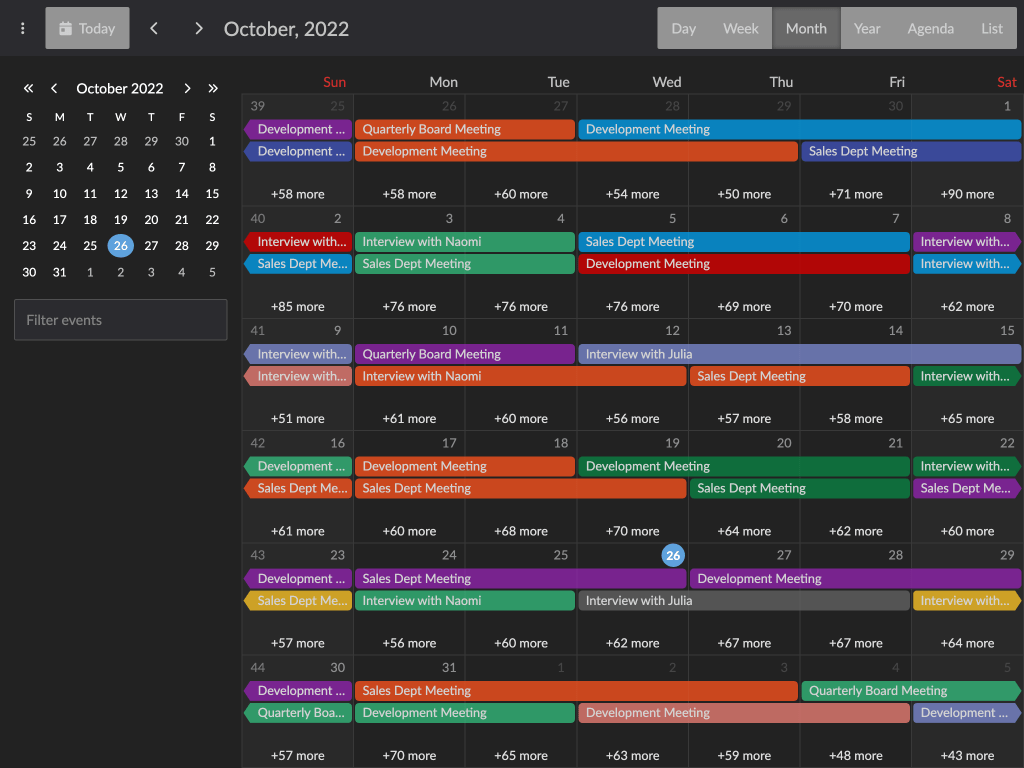 Today
October, 2022
Day Week Month Year Agenda List
« ‹ October 2022 › »
S M T W T F S
25 26 27 28 29 30 1
2 3 4 5 6 7 8
9 10 11 12 13 14 15
16 17 18 19 20 21 22
23 24 25 26 27 28 29
30 31 1 2 3 4 5
Filter events
Sun Mon Tue Wed Thu Fri Sat
39 25 26 27 28 29 30 1
Development ... Quarterly Board Meeting Development Meeting
Development ... Development Meeting Sales Dept Meeting
+58 more +58 more +60 more +54 more +50 more +71 more +90 more
40 2 3 4 5 6 7 8
Interview with... Interview with Naomi Sales Dept Meeting Interview with...
Sales Dept Me... Sales Dept Meeting Development Meeting Interview with...
+85 more +76 more +76 more +76 more +69 more +70 more +62 more
41 9 10 11 12 13 14 15
Interview with... Quarterly Board Meeting Interview with Julia
Interview with... Interview with Naomi Sales Dept Meeting Interview with...
+51 more +61 more +60 more +56 more +57 more +58 more +65 more
42 16 17 18 19 20 21 22
Development ... Development Meeting Development Meeting Interview with...
Sales Dept Me... Sales Dept Meeting Sales Dept Meeting Sales Dept Me...
+61 more +60 more +68 more +70 more +64 more +62 more +60 more
43 23 24 25 26 27 28 29
Development ... Sales Dept Meeting Development Meeting
Sales Dept Me... Interview with Naomi Interview with Julia Interview with...
+57 more +56 more +60 more +62 more +67 more +67 more +64 more
44 30 31 1 2 3 4 5
Development ... Sales Dept Meeting Quarterly Board Meeting
Quarterly Boa... Development Meeting Development Meeting Development ...
+57 more +70 more +65 more +63 more +59 more +48 more +43 more